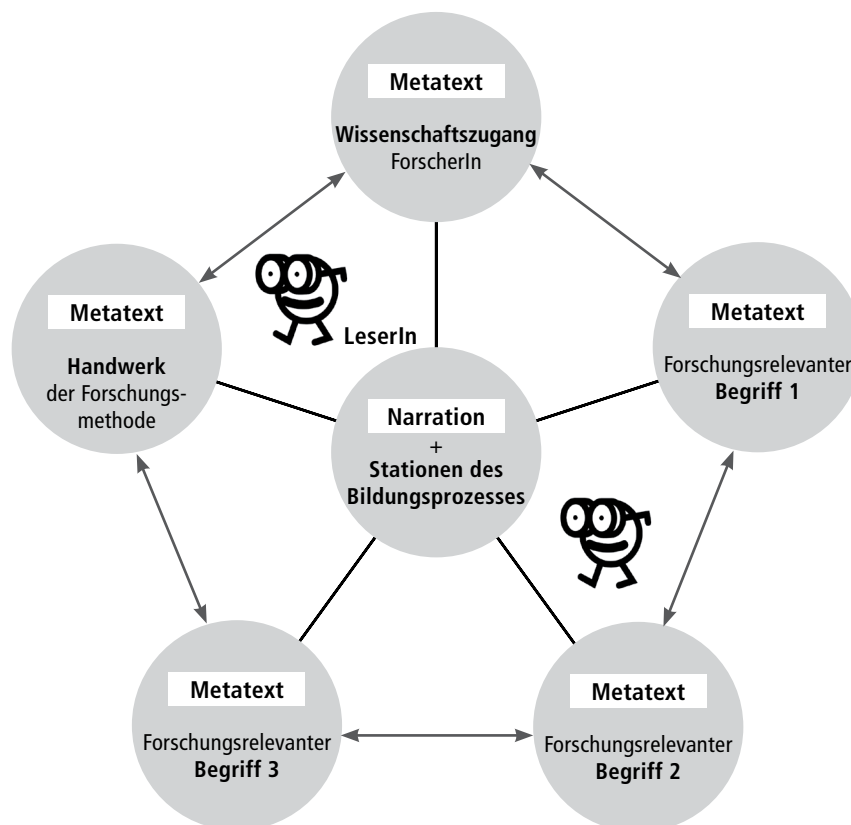 Metatext
Wissenschaftszugang
ForscherIn
Metatext
Handwerk
der Forschungs-
methode
LeserIn
Metatext
Forschungsrelevanter
Begriff 1
Narration
+
Stationen des
Bildungsprozesses
Metatext
Forschungsrelevanter
Begriff 3
Metatext
Forschungsrelevanter
Begriff 2